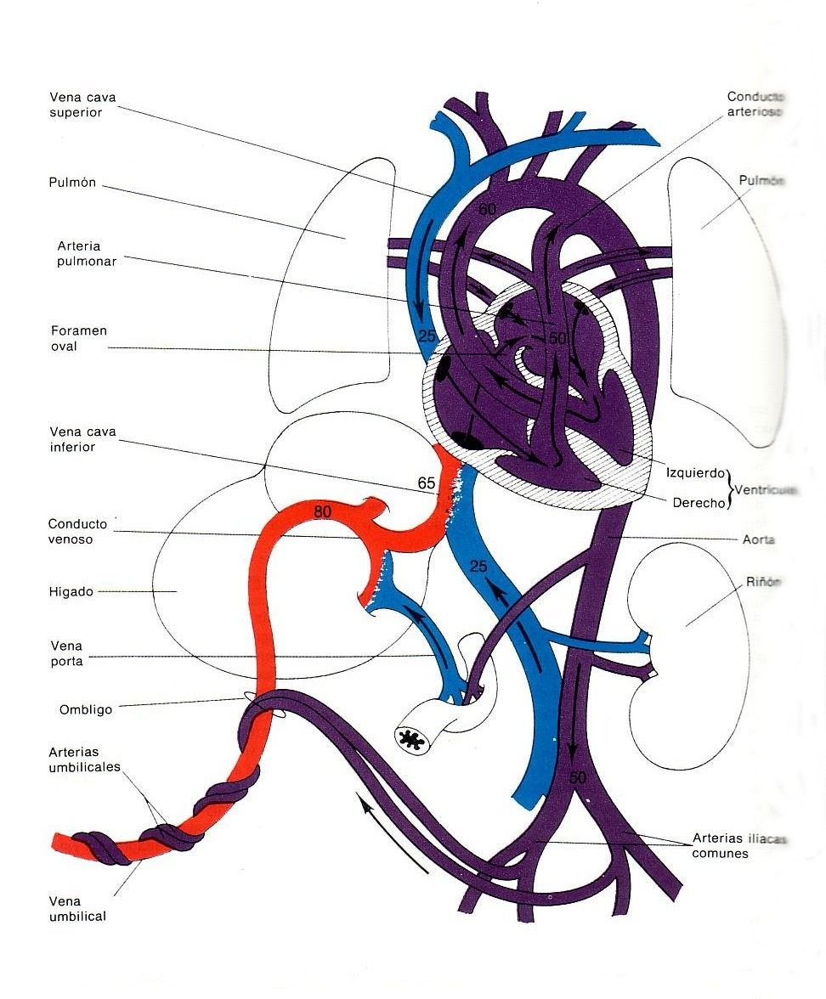 Vena cava
superior
Pulmón
Arteria
pulmonar
Foramen
oval
Vena cava
inferior
Conducto
venoso
Hígado
Vena
porta
Ombligo
Arterias
umbilicales
Vena
umbilical
60
25
50
65
80
25
50
Conducto
arterioso
Pulmón
Izquierdo
Derecho
Ventrículo
Aorta
Riñón
Arterias ilíacas
comunes